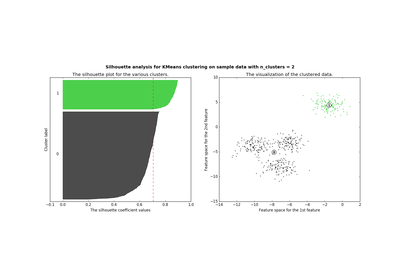 Silhouette analysis for KMeans clustering on sample data with n_clusters = 2
The silhouette plot for the various clusters.
Cluster label
1
0
-0.1 0.0 0.2 0.4 0.6 0.8 1.0
The silhouette coefficient values
The visualization of the clustered data.
Feature space for the 2nd feature
10
5
0
-5
-10
-15
-14 -12 -10 -8 -6 -4 -2 0 2
Feature space for the 1st feature